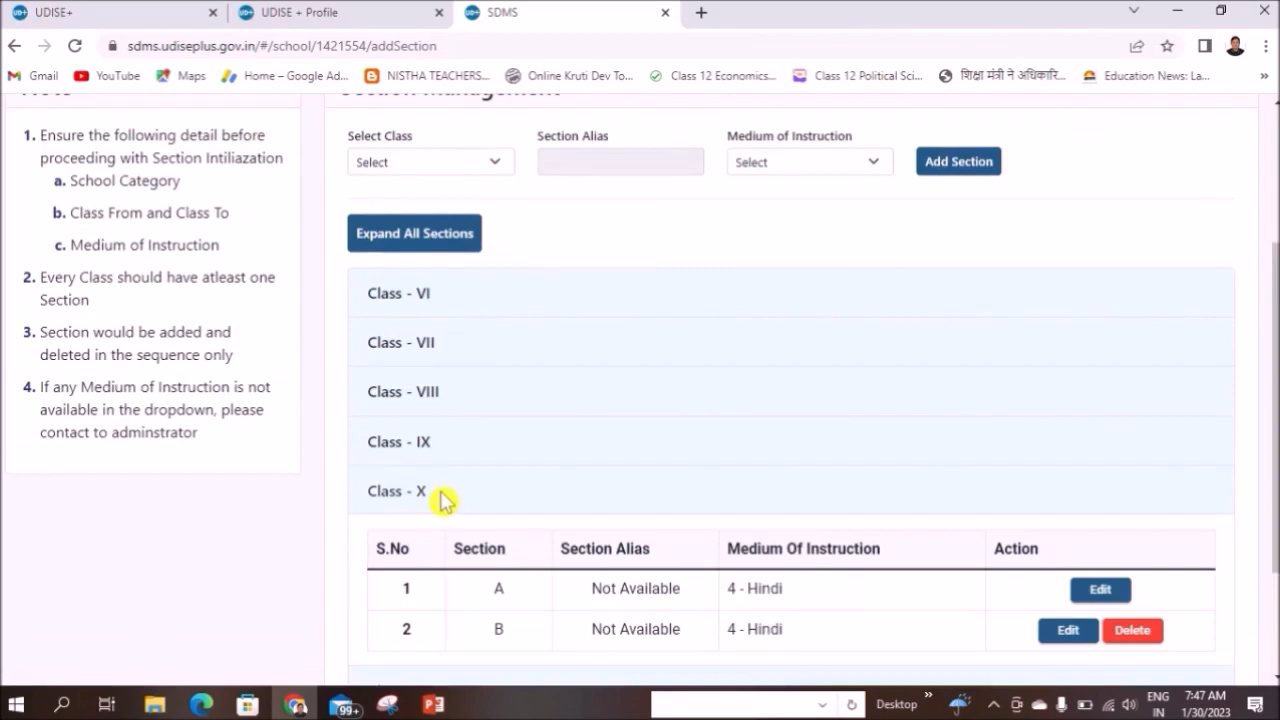 UDISE+
UDISE + Profile
SDMS
sdms.udiseplus.gov.in/#/school/1421554/addSection
Gmail
YouTube
Maps
Home – Google Ad...
NISTHA TEACHERS...
Online Kruti Dev To...
Class 12 Economics...
Class 12 Political Sci...
शिक्षा मंत्री ने अधिकारि...
Education News: La...
1. Ensure the following detail before
proceeding with Section Intiliazation
a. School Category
b. Class From and Class To
c. Medium of Instruction
2. Every Class should have atleast one
Section
3. Section would be added and
deleted in the sequence only
4. If any Medium of Instruction is not
available in the dropdown, please
contact to adminstrator
Section Management
Select Class
Section Alias
Medium of Instruction
Select
Select
Add Section
Expand All Sections
Class - VI
Class - VII
Class - VIII
Class - IX
Class - X
S.No Section Section Alias Medium Of Instruction Action
1 A Not Available 4 - Hindi Edit
2 B Not Available 4 - Hindi Edit Delete
99+
Desktop
ENG
IN
7:47 AM
1/30/2023